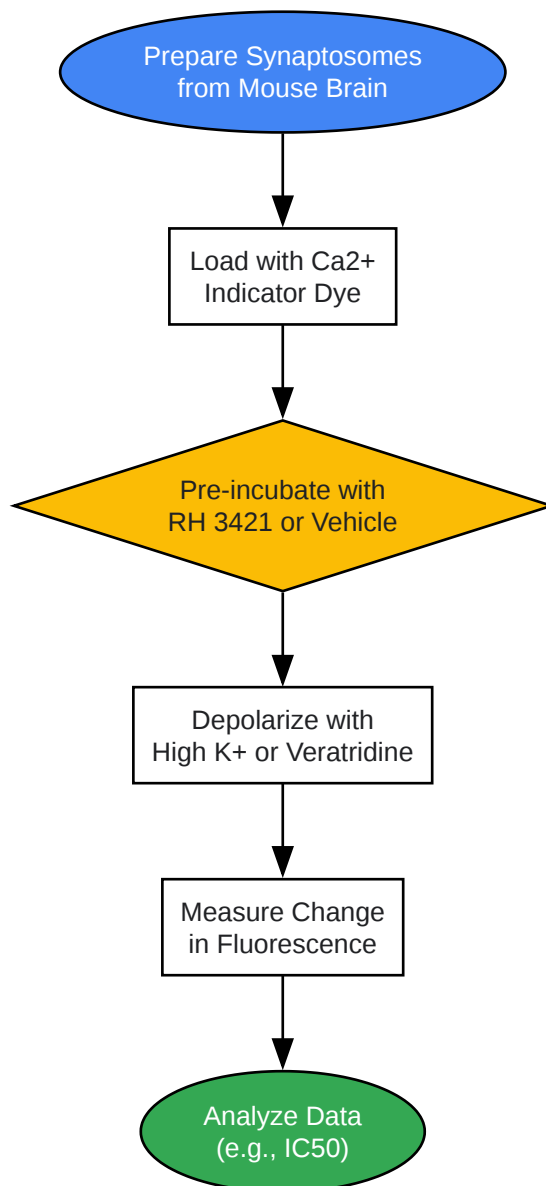 Prepare Synaptosomes
from Mouse Brain
Load with Ca2+
Indicator Dye
Pre-incubate with
RH 3421 or Vehicle
Depolarize with
High K+ or Veratridine
Measure Change
in Fluorescence
Analyze Data
(e.g., IC50)